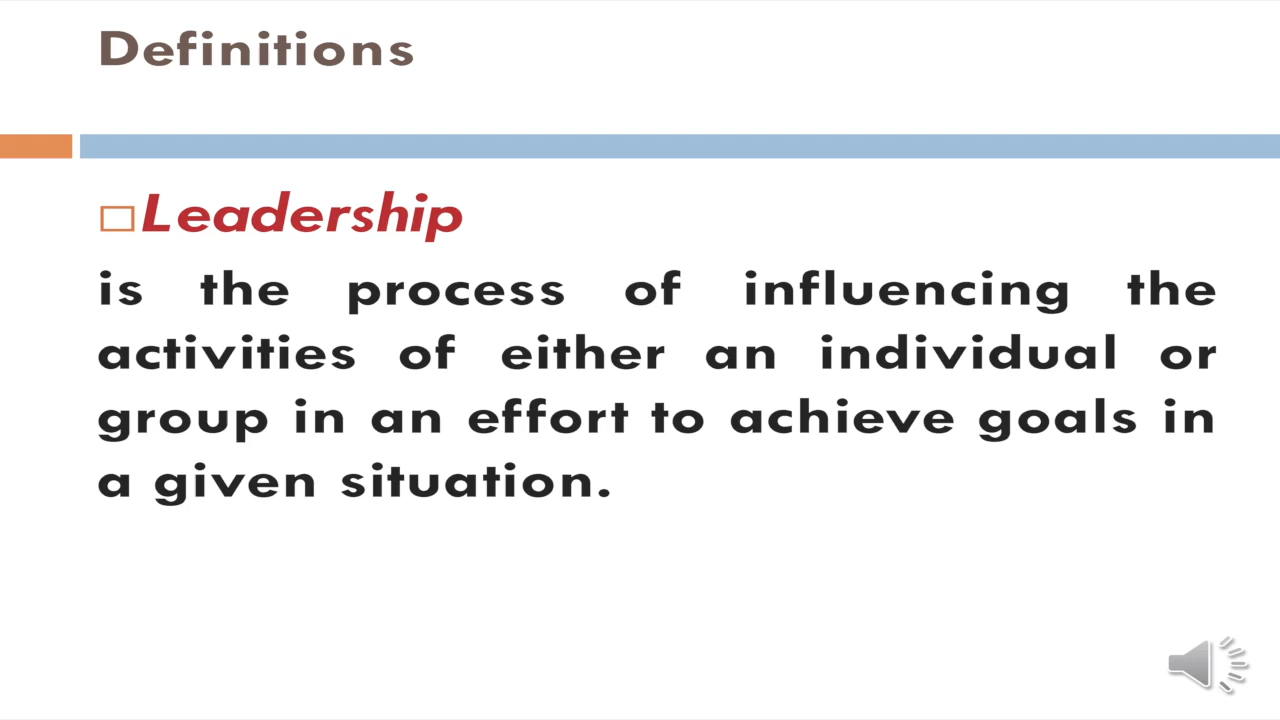 Definitions
Leadership
is the process of influencing the
activities of either an individual or
group in an effort to achieve goals in
a given situation.